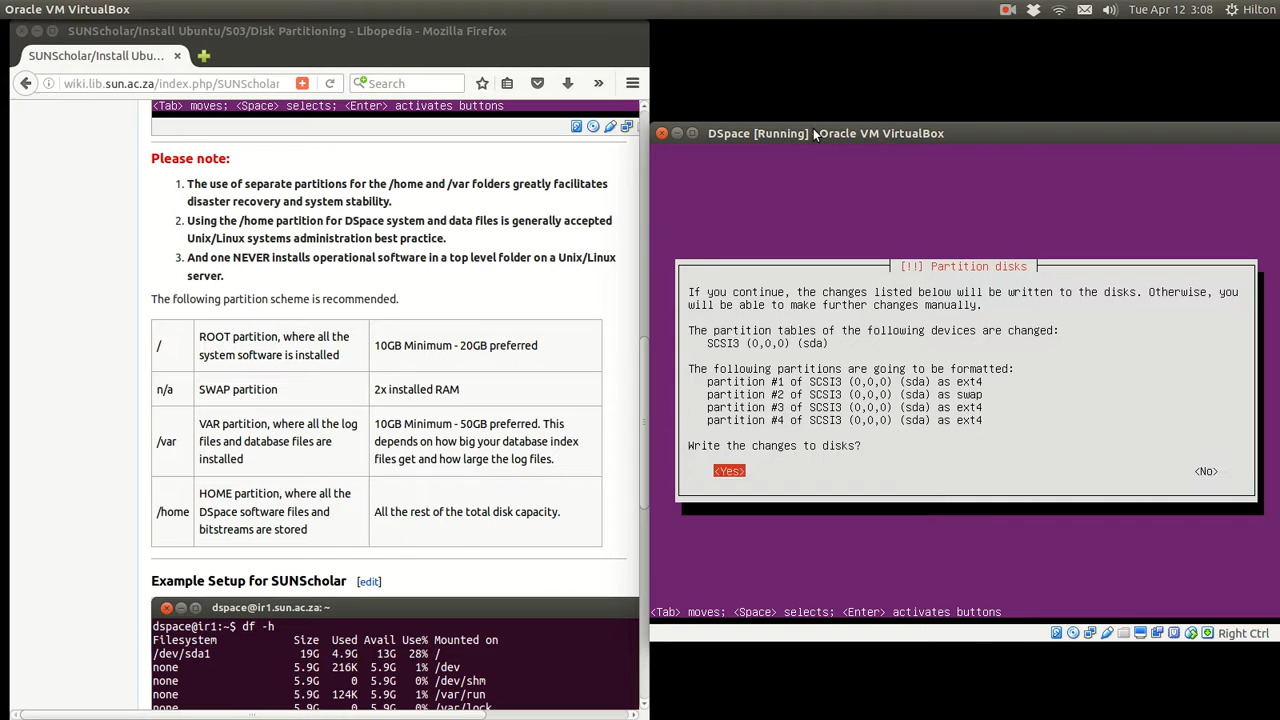 Oracle VM VirtualBox
Tue Apr 12 3:08 Hilton
SUNScholar/Install Ubuntu/S03/Disk Partitioning - Libopedia - Mozilla Firefox
SUNScholar/Install Ubu...
wiki.lib.sun.ac.za/index.php/SUNScholar
Search
<Tab> moves; <Space> selects; <Enter> activates buttons
Please note:
1. The use of separate partitions for the /home and /var folders greatly facilitates
disaster recovery and system stability.
2. Using the /home partition for DSpace system and data files is generally accepted
Unix/Linux systems administration best practice.
3. And one NEVER installs operational software in a top level folder on a Unix/Linux
server.
The following partition scheme is recommended.
/
ROOT partition, where all the
system software is installed
10GB Minimum - 20GB preferred
n/a
SWAP partition
2x installed RAM
/var
VAR partition, where all the log
files and database files are
installed
10GB Minimum - 50GB preferred. This
depends on how big your database index
files get and how large the log files.
/home
HOME partition, where all the
DSpace software files and
bitstreams are stored
All the rest of the total disk capacity.
Example Setup for SUNScholar [edit]
dspace@ir1.sun.ac.za: ~
dspace@ir1:~$ df -h
Filesystem Size Used Avail Use% Mounted on
/dev/sda1 19G 4.9G 13G 28% /
none 5.9G 216K 5.9G 1% /dev
none 5.9G 0 5.9G 0% /dev/shm
none 5.9G 124K 5.9G 1% /var/run
none 5.9G 0 5.9G 0% /var/lock
DSpace [Running] - Oracle VM VirtualBox
[!!] Partition disks
If you continue, the changes listed below will be written to the disks. Otherwise, you
will be able to make further changes manually.
The partition tables of the following devices are changed:
SCSI3 (0,0,0) (sda)
The following partitions are going to be formatted:
partition #1 of SCSI3 (0,0,0) (sda) as ext4
partition #2 of SCSI3 (0,0,0) (sda) as swap
partition #3 of SCSI3 (0,0,0) (sda) as ext4
partition #4 of SCSI3 (0,0,0) (sda) as ext4
Write the changes to disks?
<Yes> <No>
<Tab> moves; <Space> selects; <Enter> activates buttons
Right Ctrl